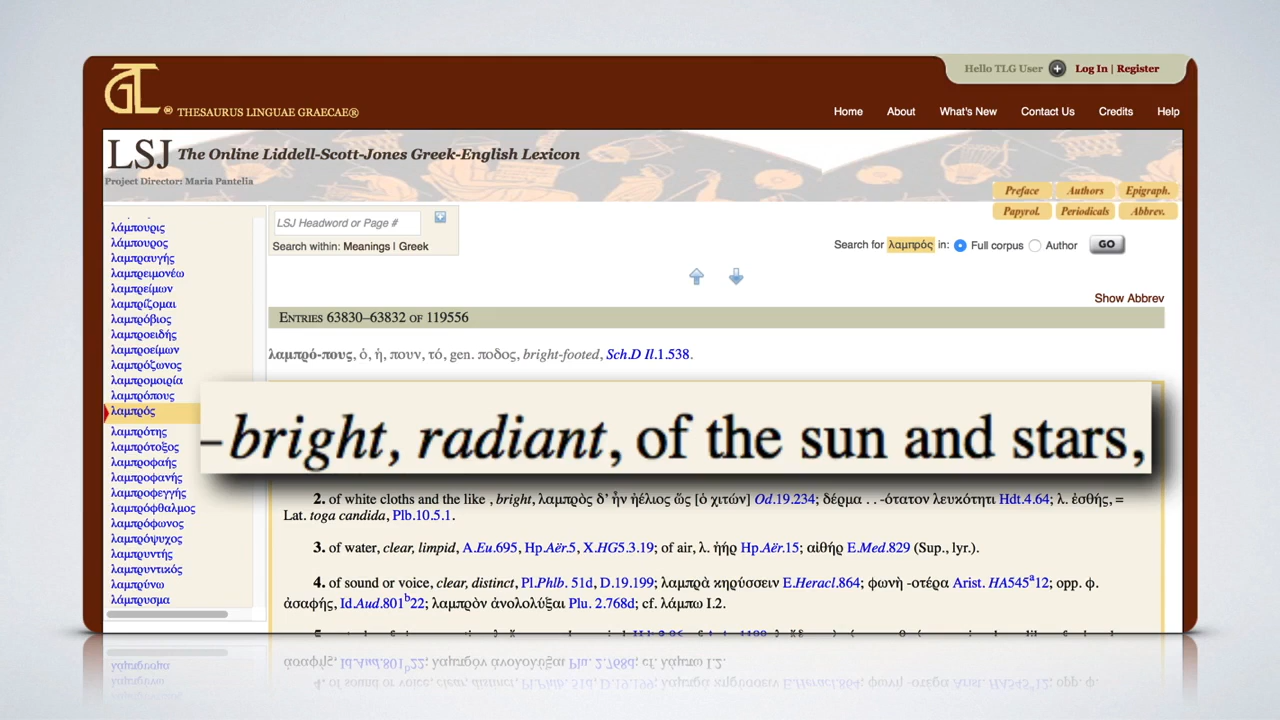 Hello TLG User Log In | Register
GTL® THESAURUS LINGUAE GRAECAE®
Home About What's New Contact Us Credits Help
LSJ The Online Liddell-Scott-Jones Greek-English Lexicon
Project Director: Maria Pantelia
Preface Authors Epigraph.
Papyrol. Periodicals Abbrev.
LSJ Headword or Page #
Search within: Meanings | Greek
Search for λαμπρός in: Full corpus Author GO
Show Abbrev
ENTRIES 63830–63832 OF 119556
λάμπουρις
λάμπουρος
λαμπραυγής
λαμπρειμονέω
λαμπρείμων
λαμπρίζομαι
λαμπρόβιος
λαμπροειδής
λαμπροείμων
λαμπρόζωνος
λαμπρομοιρία
λαμπρόπους
λαμπρός
λαμπρότης
λαμπρότοξος
λαμπροφαής
λαμπροφανής
λαμπροφεγγής
λαμπρόφθαλμος
λαμπρόφωνος
λαμπρόψυχος
λαμπρυντής
λαμπρυντικός
λαμπρύνω
λάμπρυσμα
λαμπρό-πους, ὁ, ἡ, πουν, τό, gen. ποδος, bright-footed, Sch.D Il.1.538.
–bright, radiant, of the sun and stars,
2. of white cloths and the like , bright, λαμπρὸς δ’ ἦν ἠέλιος ὥς [ὁ χιτών] Od.19.234; δέρμα . . -ότατον λευκότητι Hdt.4.64; λ. ἐσθής, =
Lat. toga candida, Plb.10.5.1.
3. of water, clear, limpid, A.Eu.695, Hp.Aër.5, X.HG5.3.19; of air, λ. ἠήρ Hp.Aër.15; αἰθήρ E.Med.829 (Sup., lyr.).
4. of sound or voice, clear, distinct, Pl.Phlb. 51d, D.19.199; λαμπρὰ κηρύσσειν E.Heracl.864; φωνὴ -οτέρα Arist. HA545ᵃ12; opp. φ.
ἀσαφής, Id.Aud.801ᵇ22; λαμπρὸν ἀνολολύξαι Plu. 2.768d; cf. λάμπω I.2.